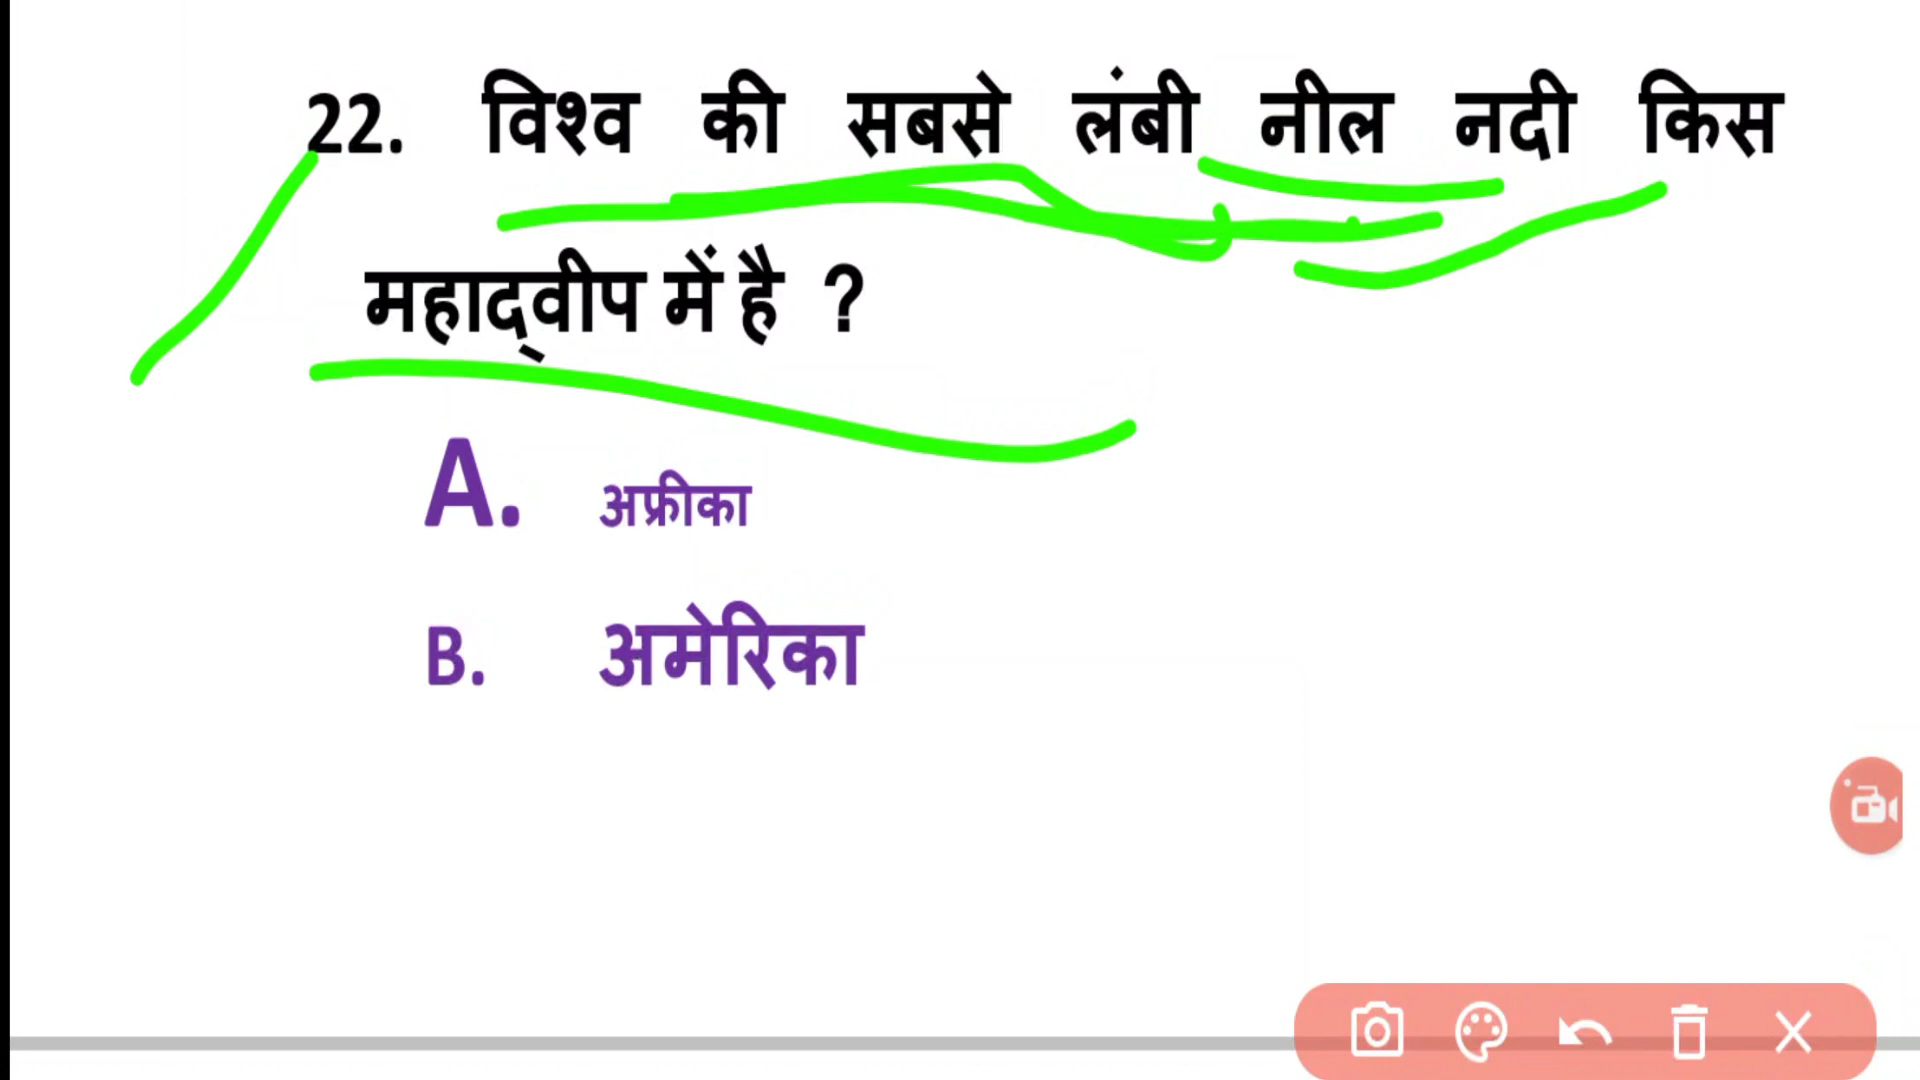 22. विश्व की सबसे लंबी नील नदी किस
महाद्वीप में है ?
A. अफ्रीका
B. अमेरिका